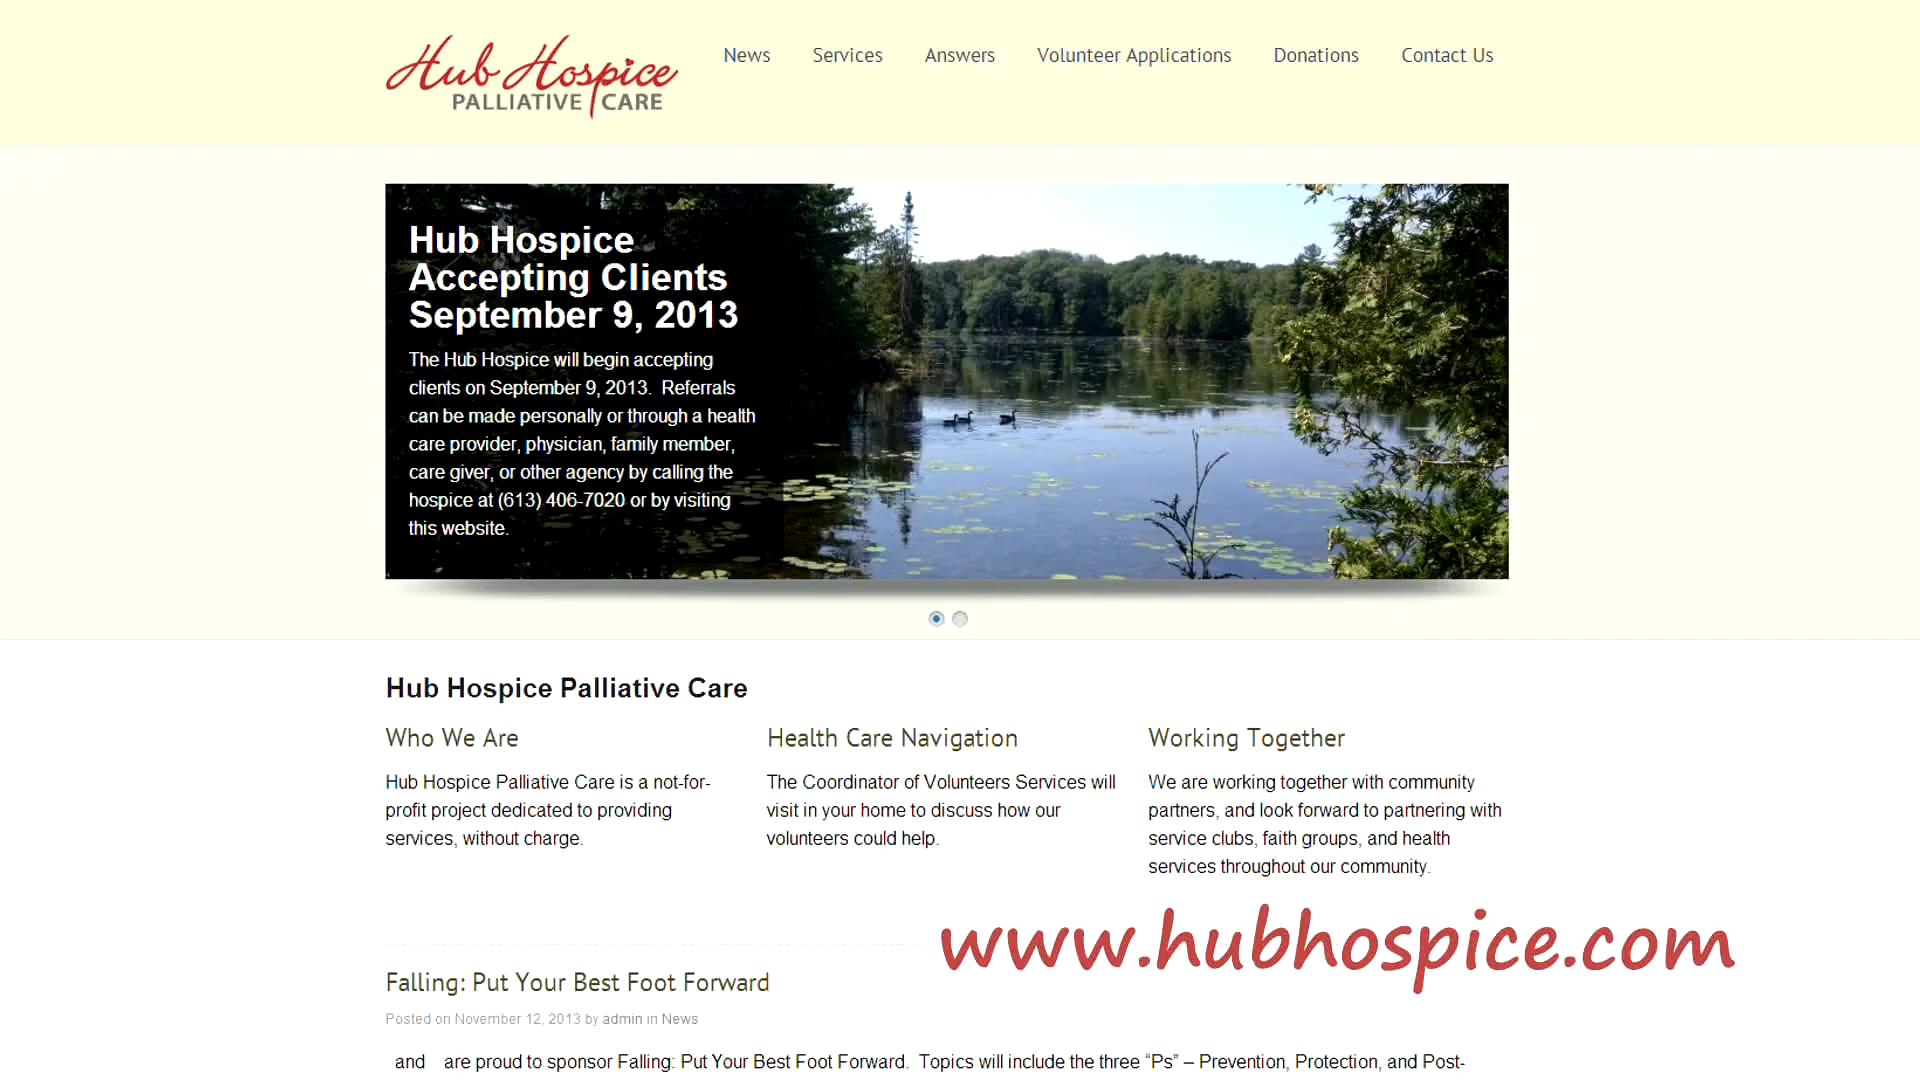 Hub Hospice
PALLIATIVE CARE
News
Services
Answers
Volunteer Applications
Donations
Contact Us
Hub Hospice
Accepting Clients
September 9, 2013
The Hub Hospice will begin accepting
clients on September 9, 2013. Referrals
can be made personally or through a health
care provider, physician, family member,
care giver, or other agency by calling the
hospice at (613) 406-7020 or by visiting
this website.
Hub Hospice Palliative Care
Who We Are
Hub Hospice Palliative Care is a not-for-
profit project dedicated to providing
services, without charge.
Health Care Navigation
The Coordinator of Volunteers Services will
visit in your home to discuss how our
volunteers could help.
Working Together
We are working together with community
partners, and look forward to partnering with
service clubs, faith groups, and health
services throughout our community.
www.hubhospice.com
Falling: Put Your Best Foot Forward
Posted on November 12, 2013 by admin in News
and are proud to sponsor Falling: Put Your Best Foot Forward. Topics will include the three “Ps” – Prevention, Protection, and Post-